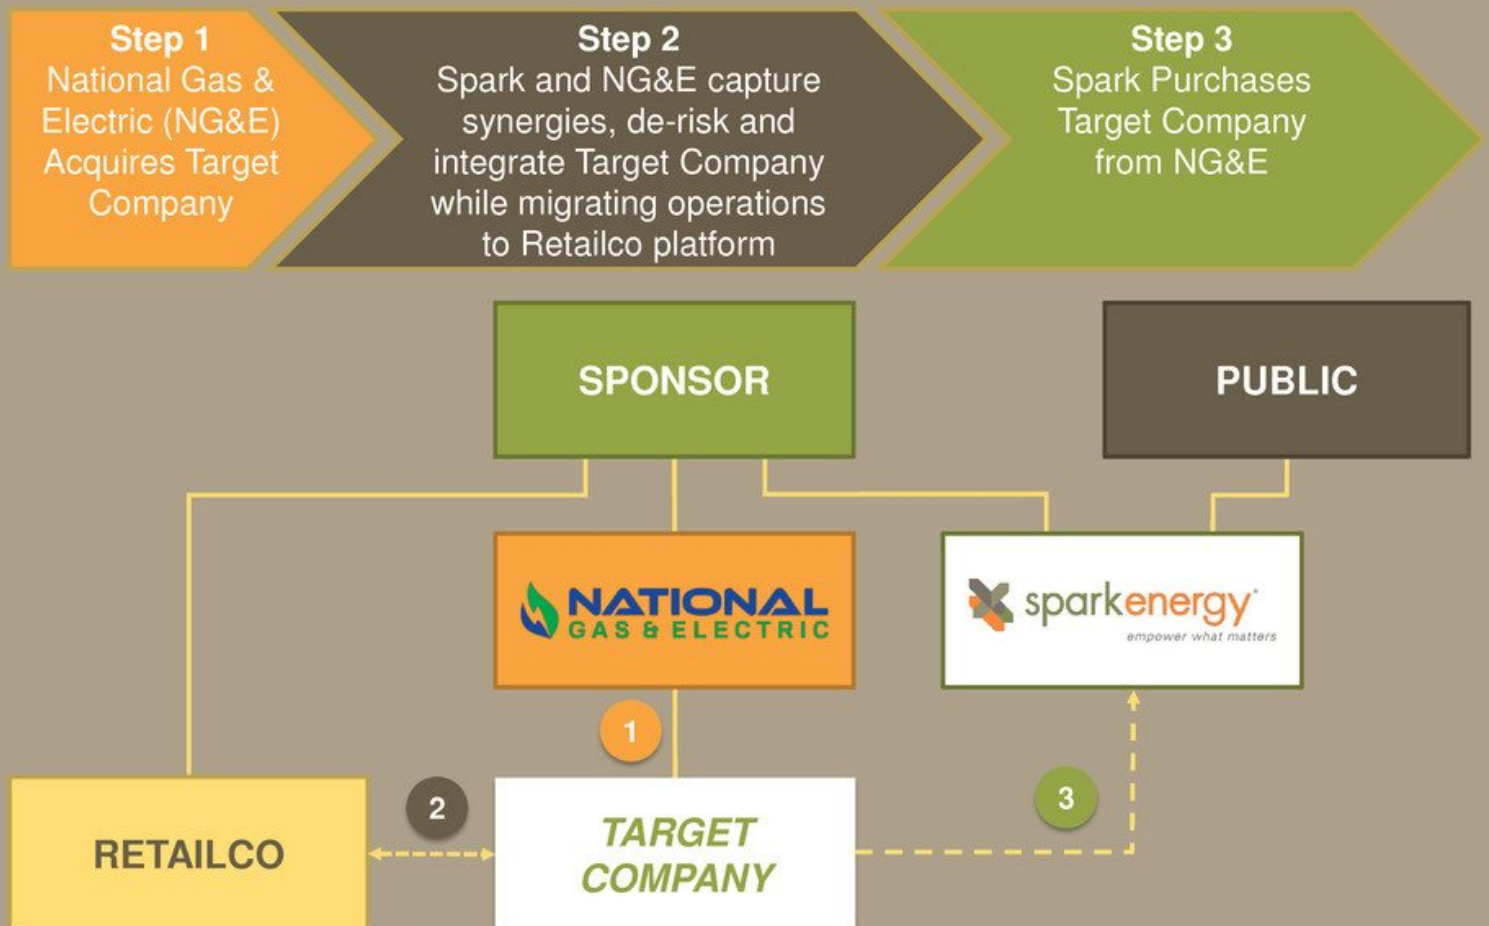 Step 1
National Gas &
Electric (NG&E)
Acquires Target
Company
Step 2
Spark and NG&E capture
synergies, de-risk and
integrate Target Company
while migrating operations
to Retailco platform
Step 3
Spark Purchases
Target Company
from NG&E
SPONSOR
PUBLIC
NATIONAL
GAS & ELECTRIC
sparkenergy
empower what matters
1
2
3
RETAILCO
TARGET
COMPANY